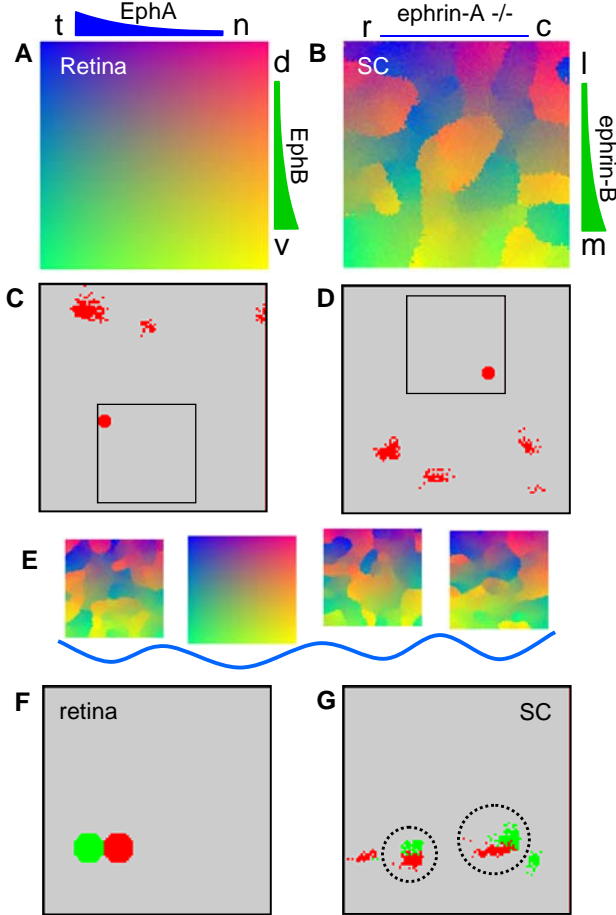 EphA
t n
ephrin-A -/-
r c
A Retina
d
EphB
v
B SC
l
ephrin-B
m
C
D
E
F retina
G SC